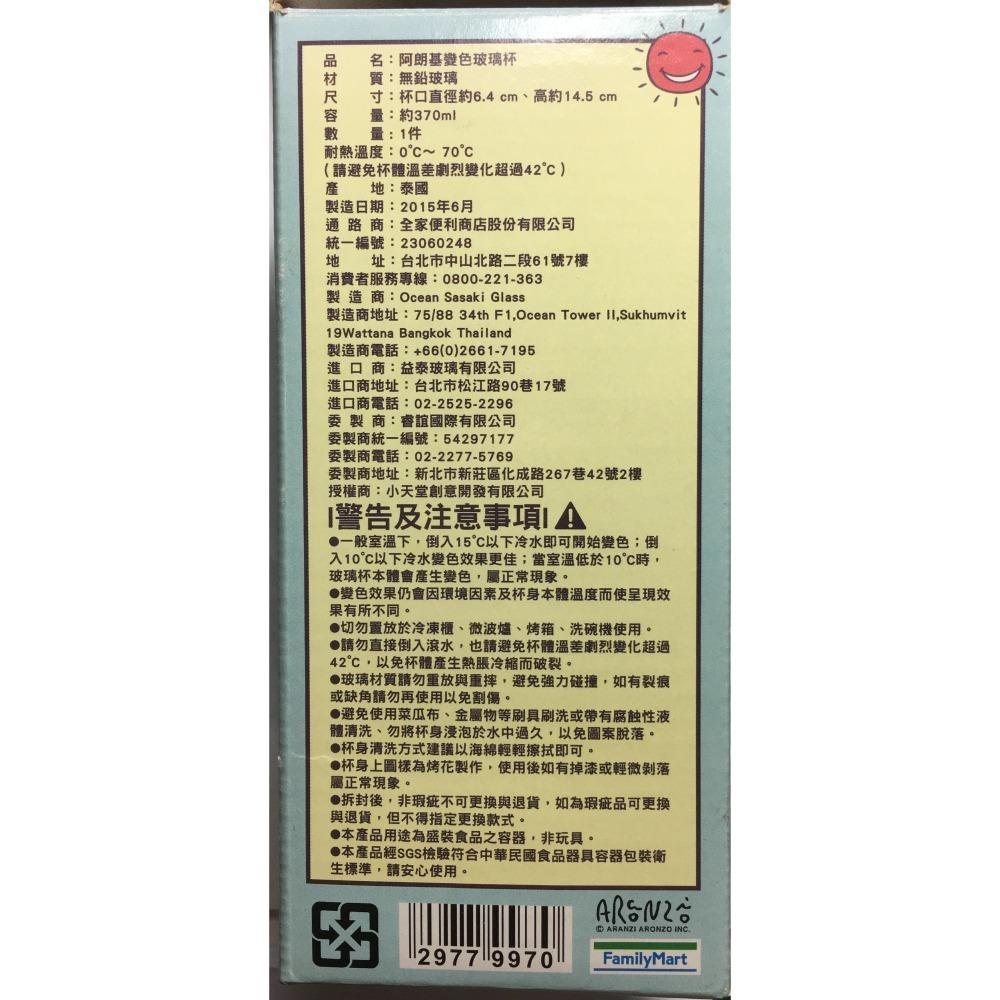 品　　名：阿朗基變色玻璃杯
材　　質：無鉛玻璃
尺　　寸：杯口直徑約6.4 cm、高約14.5 cm
容　　量：約370ml
數　　量：1件
耐熱溫度：0°C～ 70°C
(請避免杯體溫差劇烈變化超過42°C)
產　　地：泰國
製造日期：2015年6月
通 路 商：全家便利商店股份有限公司
統一編號：23060248
地　　址：台北市中山北路二段61號7樓
消費者服務專線：0800-221-363
製 造 商：Ocean Sasaki Glass
製造商地址：75/88 34th F1,Ocean Tower II,Sukhumvit
19Wattana Bangkok Thailand
製造商電話：+66(0)2661-7195
進 口 商：益泰玻璃有限公司
進口商地址：台北市松江路90巷17號
進口商電話：02-2525-2296
委 製 商：睿誼國際有限公司
委製商統一編號：54297177
委製商電話：02-2277-5769
委製商地址：新北市新莊區化成路267巷42號2樓
授權商：小天堂創意開發有限公司
|警告及注意事項|
●一般室溫下，倒入15°C以下冷水即可開始變色；倒
入10°C以下冷水變色效果更佳；當室溫低於10°C時，
玻璃杯本體會產生變色，屬正常現象。
●變色效果仍會因環境因素及杯身本體溫度而使呈現效
果有所不同。
●切勿置放於冷凍櫃、微波爐、烤箱、洗碗機使用。
●請勿直接倒入滾水，也請避免杯體溫差劇烈變化超過
42°C，以免杯體產生熱脹冷縮而破裂。
●玻璃材質請勿重放與重摔，避免強力碰撞，如有裂痕
或缺角請勿再使用以免割傷。
●避免使用菜瓜布、金屬物等刷具刷洗或帶有腐蝕性液
體清洗、勿將杯身浸泡於水中過久，以免圖案脫落。
●杯身清洗方式建議以海綿輕輕擦拭即可。
●杯身上圖樣為烤花製作，使用後如有掉漆或輕微剝落
屬正常現象。
●拆封後，非瑕疵不可更換與退貨，如為瑕疵品可更換
與退貨，但不得指定更換款式。
●本產品用途為盛裝食品之容器，非玩具。
●本產品經SGS檢驗符合中華民國食品器具容器包裝衛
生標準，請安心使用。
2977 9970
ARONZO
© ARANZI ARONZO INC.
FamilyMart